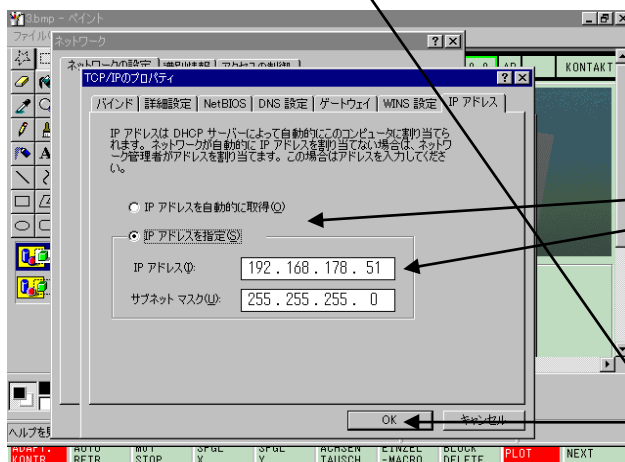 3.bmp - ペイント
ファイル
ネットワーク
KONTAKT
TCP/IPのプロパティ
バインド 詳細設定 NetBIOS DNS 設定 ゲートウェイ WINS 設定 IP アドレス
IP アドレスは DHCP サーバーによって自動的にこのコンピュータに割り当てら
れます。ネットワークが自動的に IP アドレスを割り当てない場合は、ネットワ
ーク管理者がアドレスを割り当てます。この場合はアドレスを入力してくださ
い。
IP アドレスを自動的に取得(O)
IP アドレスを指定(S)
IP アドレス(I):
192 . 168 . 178 . 51
サブネット マスク(U):
255 . 255 . 255 . 0
OK
キャンセル
ヘルプを
ADAPT. AUTO MO1 SPGL SPGL ACHSEN EINZEL BLOCK
KONTR RETR STOP X Y TAUSCH -MACRO DELETE PLOT NEXT